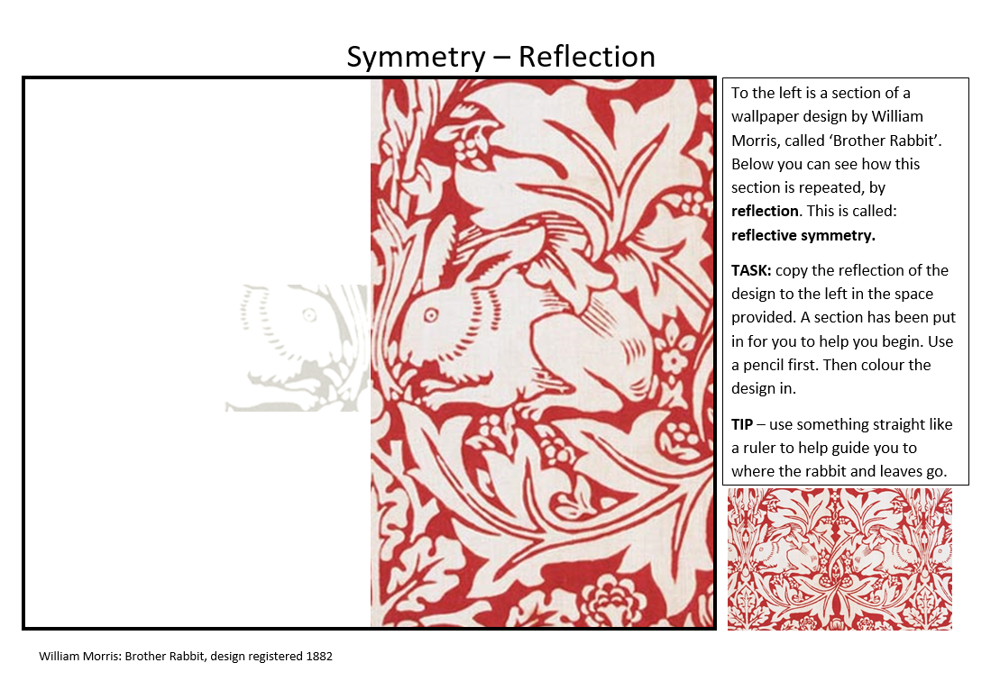 Symmetry – Reflection
To the left is a section of a
wallpaper design by William
Morris, called ‘Brother Rabbit’.
Below you can see how this
section is repeated, by
reflection. This is called:
reflective symmetry.
TASK: copy the reflection of the
design to the left in the space
provided. A section has been put
in for you to help you begin. Use
a pencil first. Then colour the
design in.
TIP – use something straight like
a ruler to help guide you to
where the rabbit and leaves go.
William Morris: Brother Rabbit, design registered 1882